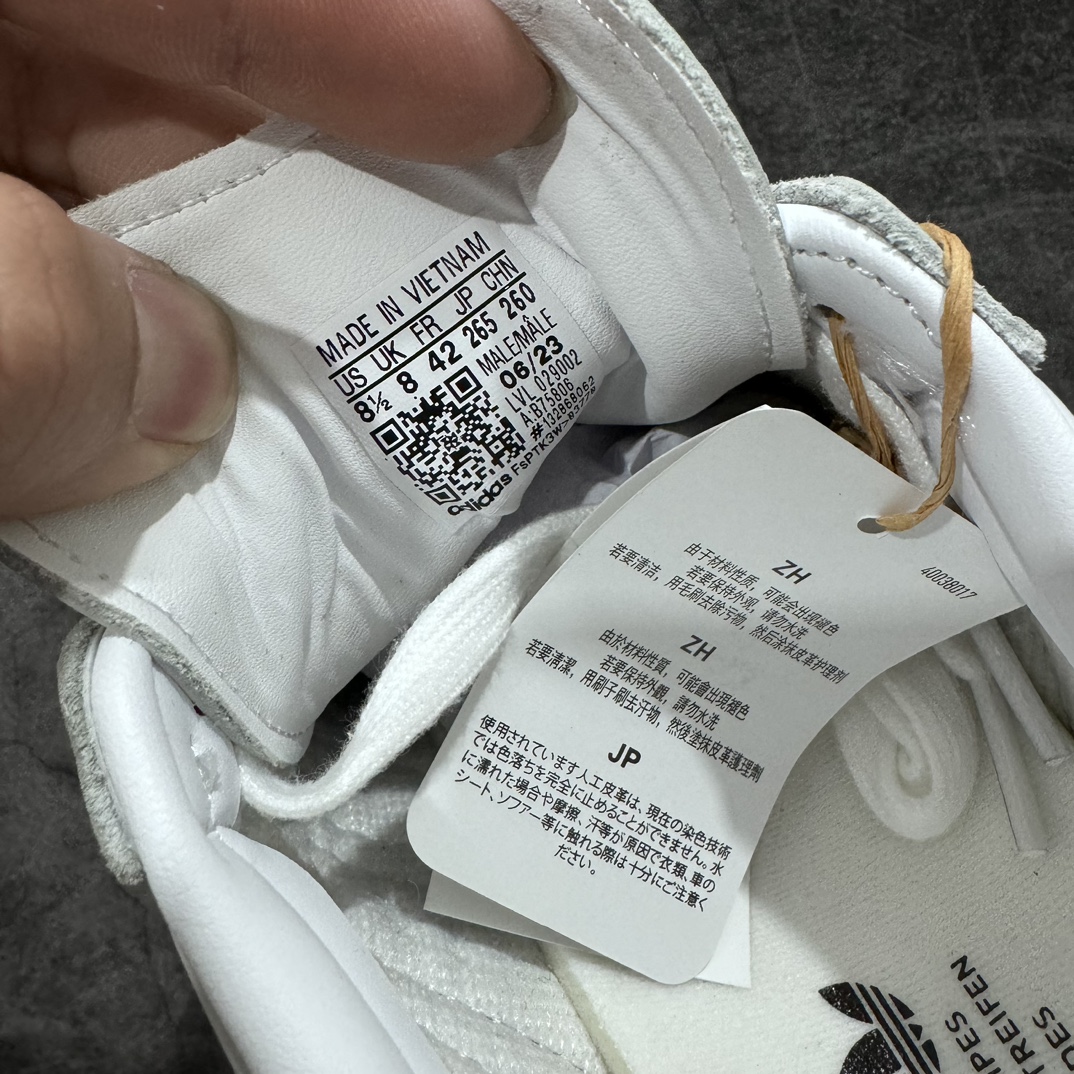 MADE IN VIETNAM
US UK FR JP CHN
8½ 8 42 265 260
MALE/MÂLE
06/23
LVL 029002
A:B75806
#132868062
adidas
40038017
ZH
由于材料性质，可能会出现褪色
若要保持外观，请勿水洗
若要清洁，用毛刷去除污物，然后涂抹皮革护理剂
ZH
由於材料性質，可能會出現褪色
若要保持外觀，請勿水洗
若要清潔，用刷子刷去汙物，然後塗抹皮革護理劑
JP
使用されています人工皮革は、現在の染色技術
では色落ちを完全に止めることができません。水
に濡れた場合や摩擦、汗等が原因で衣類、車の
シート、ソファー等に触れる際は十分にご注意く
ださい。
IPES
TREIFEN
DES